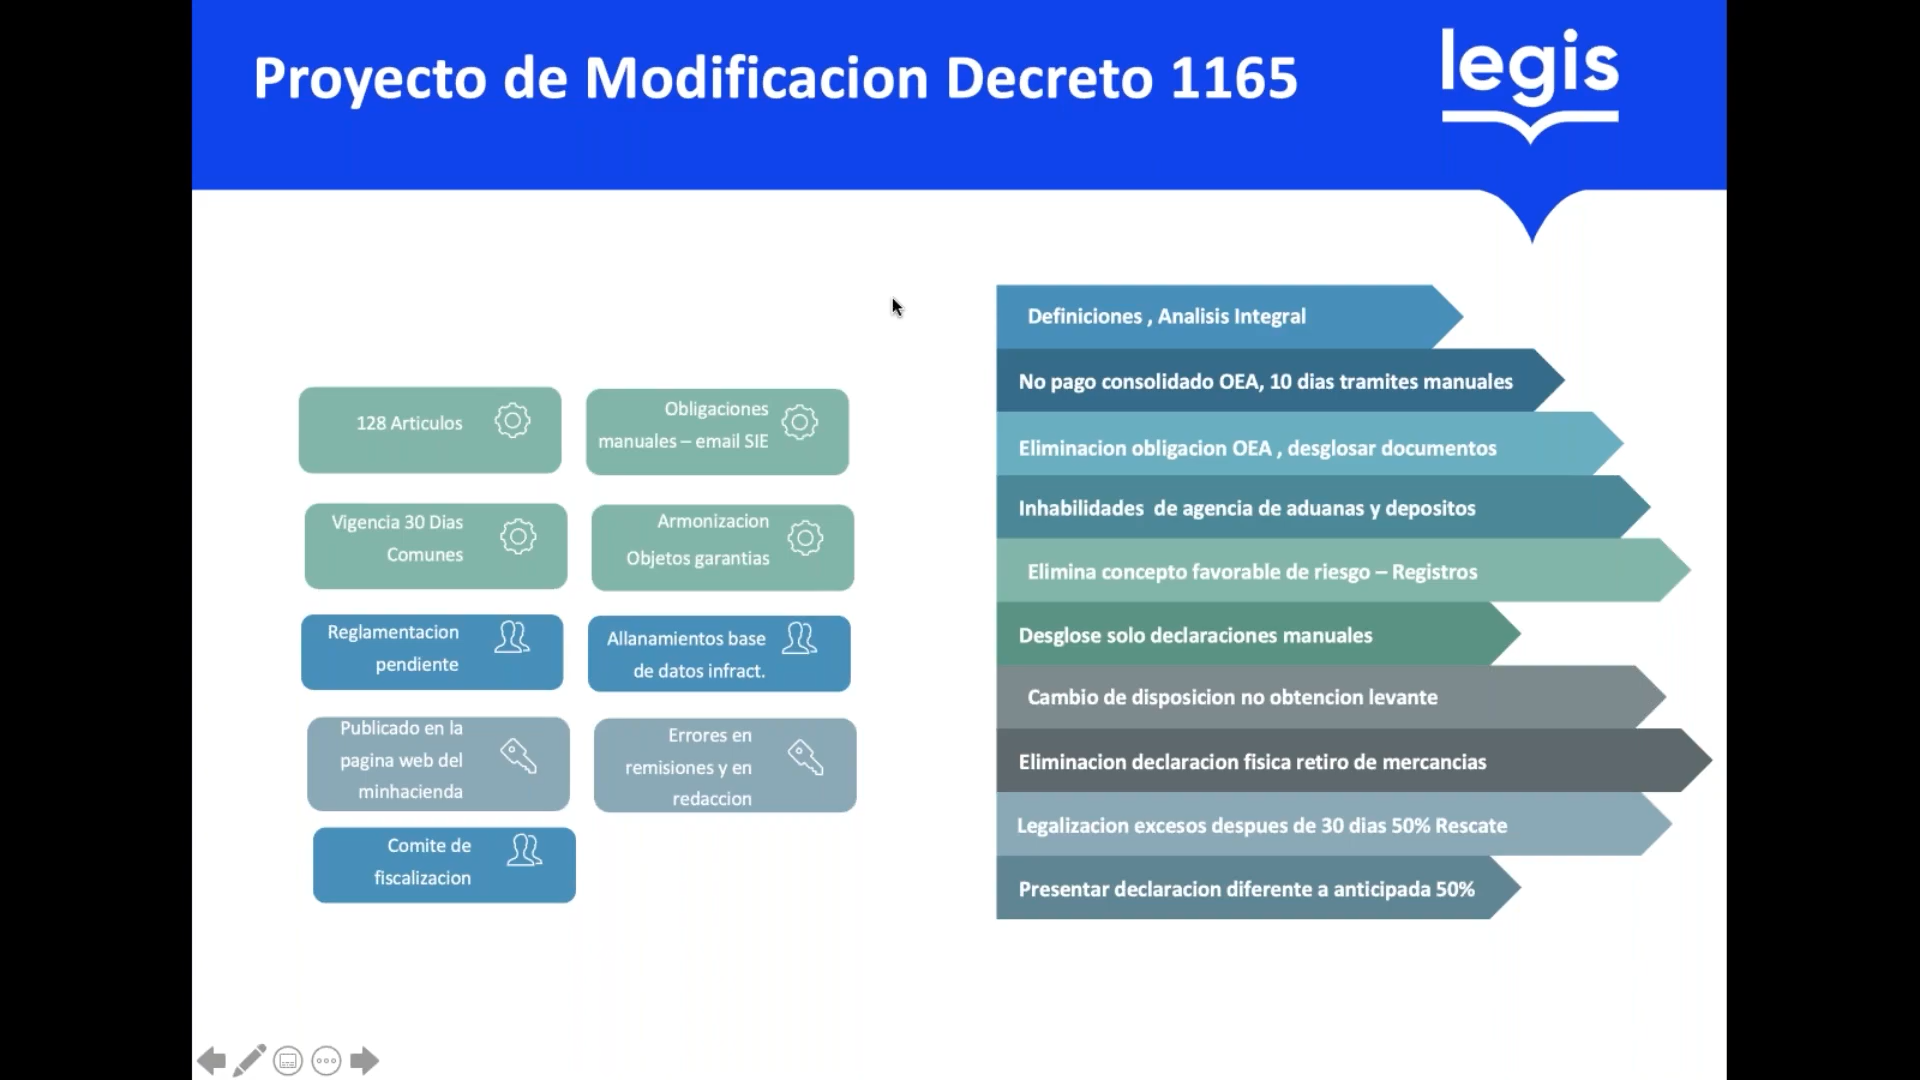 Proyecto de Modificacion Decreto 1165
legis
128 Articulos
Obligaciones
manuales – email SIE
Vigencia 30 Dias
Comunes
Armonizacion
Objetos garantias
Reglamentacion
pendiente
Allanamientos base
de datos infract.
Publicado en la
pagina web del
minhacienda
Errores en
remisiones y en
redaccion
Comite de
fiscalizacion
Definiciones , Analisis Integral
No pago consolidado OEA, 10 dias tramites manuales
Eliminacion obligacion OEA , desglosar documentos
Inhabilidades  de agencia de aduanas y depositos
Elimina concepto favorable de riesgo – Registros
Desglose solo declaraciones manuales
Cambio de disposicion no obtencion levante
Eliminacion declaracion fisica retiro de mercancias
Legalizacion excesos despues de 30 dias 50% Rescate
Presentar declaracion diferente a anticipada 50%